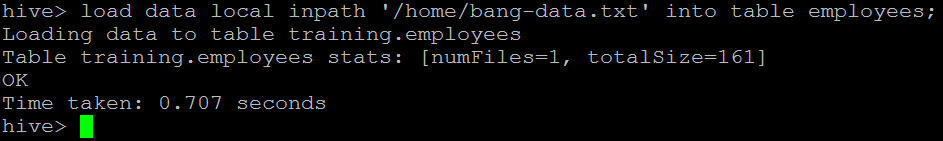 hive> load data local inpath '/home/bang-data.txt' into table employees;
Loading data to table training.employees
Table training.employees stats: [numFiles=1, totalSize=161]
OK
Time taken: 0.707 seconds
hive>